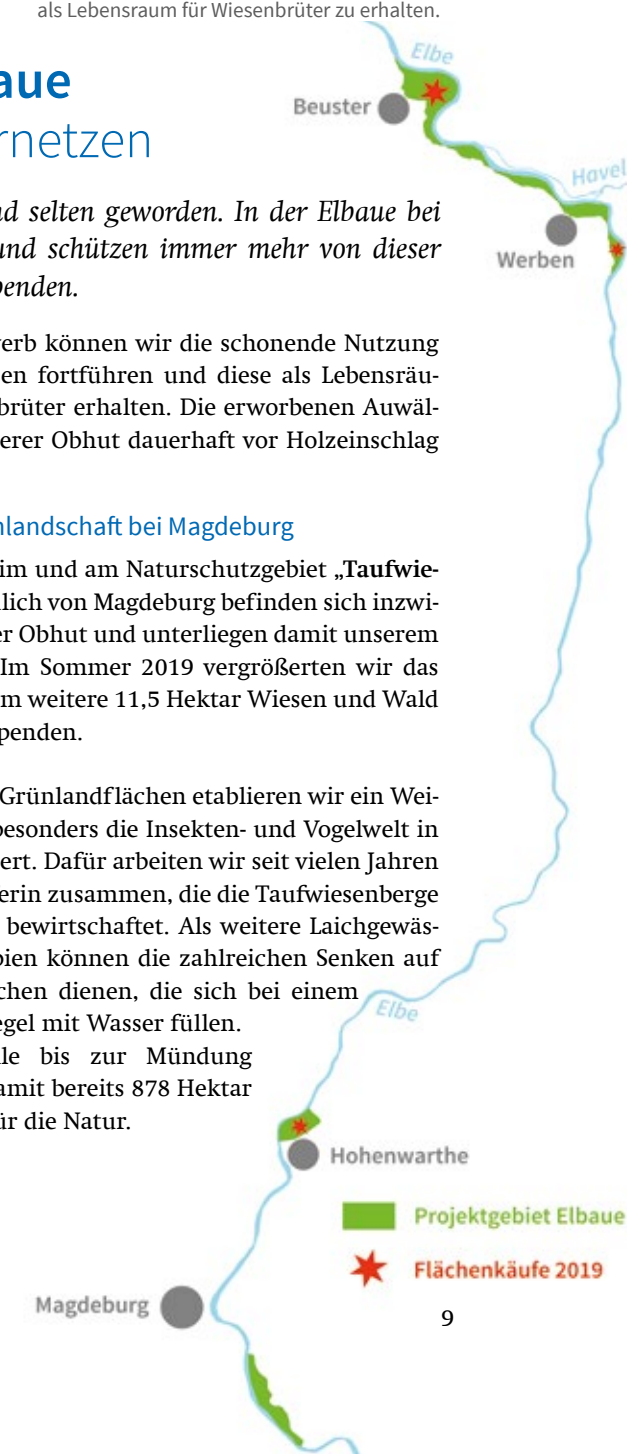 als Lebensraum für Wiesenbrüter zu erhalten.
aue
rnetzen
nd selten geworden. In der Elbaue bei
und schützen immer mehr von dieser
penden.
erb können wir die schonende Nutzung
en fortführen und diese als Lebensräu-
brüter erhalten. Die erworbenen Auwäl-
erer Obhut dauerhaft vor Holzeinschlag
nlandschaft bei Magdeburg
im und am Naturschutzgebiet „Taufwie-
lich von Magdeburg befinden sich inzwi-
er Obhut und unterliegen damit unserem
Im Sommer 2019 vergrößerten wir das
m weitere 11,5 Hektar Wiesen und Wald
penden.
Grünlandflächen etablieren wir ein Wei-
besonders die Insekten- und Vogelwelt in
ert. Dafür arbeiten wir seit vielen Jahren
erin zusammen, die die Taufwiesenberge
bewirtschaftet. Als weitere Laichgewäs-
bien können die zahlreichen Senken auf
chen dienen, die sich bei einem
egel mit Wasser füllen.
lle bis zur Mündung
amit bereits 878 Hektar
ür die Natur.
Elbe
Beuster
Havel
Werben
Elbe
Hohenwarthe
Projektgebiet Elbaue
Flächenkäufe 2019
Magdeburg
9